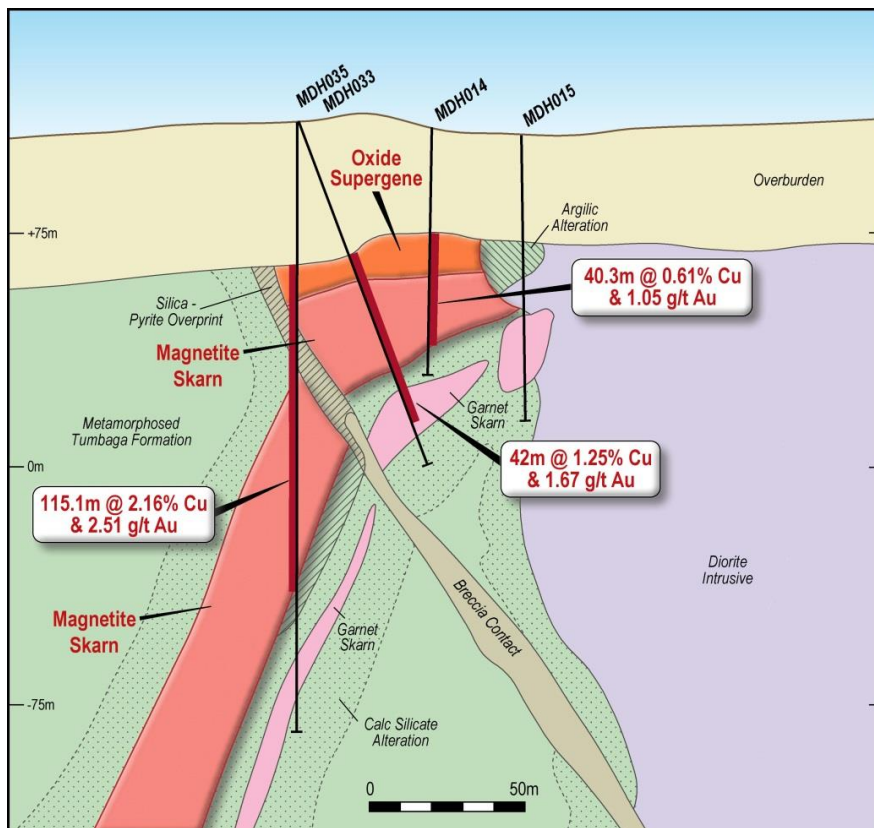 MDH035
MDH033
MDH014
MDH015
Oxide
Supergene
Overburden
Argilic
Alteration
+75m
40.3m @ 0.61% Cu
& 1.05 g/t Au
Silica -
Pyrite Overprint
Magnetite
Skarn
Metamorphosed
Tumbaga Formation
Garnet
Skarn
0m
42m @ 1.25% Cu
& 1.67 g/t Au
115.1m @ 2.16% Cu
& 2.51 g/t Au
Diorite
Intrusive
Breccia Contact
Magnetite
Skarn
Garnet
Skarn
-75m
Calc Silicate
Alteration
0
50m